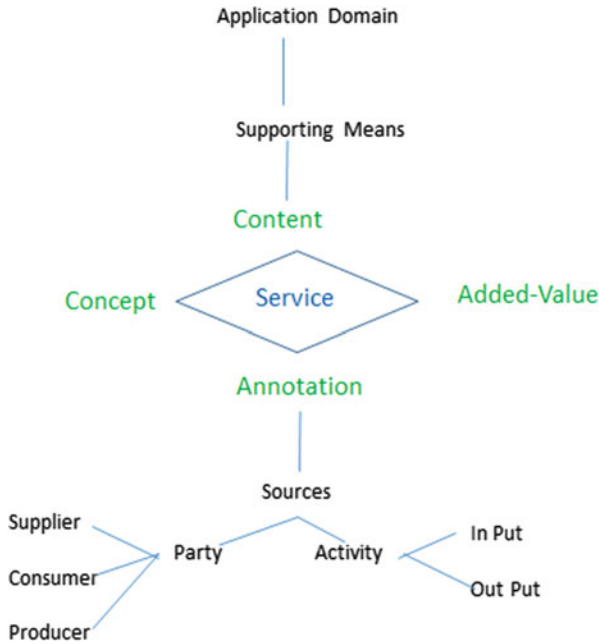 Application Domain
Supporting Means
Content
Concept
Service
Added-Value
Annotation
Sources
Supplier
Party
Activity
In Put
Consumer
Out Put
Producer